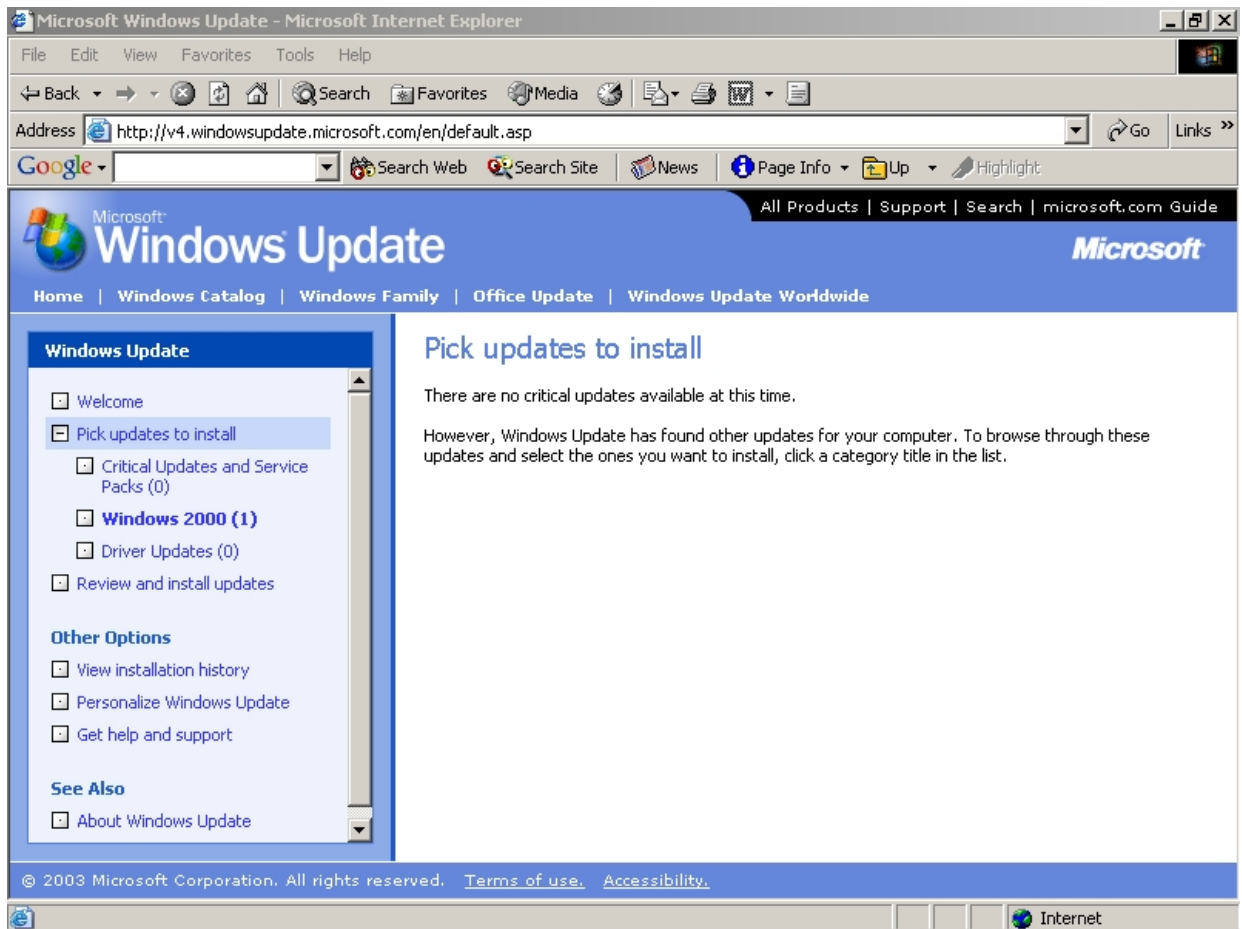 Microsoft Windows Update - Microsoft Internet Explorer
File Edit View Favorites Tools Help
Back Search Favorites Media
Address http://v4.windowsupdate.microsoft.com/en/default.asp Go Links »
Google Search Web Search Site News Page Info Up Highlight
All Products | Support | Search | microsoft.com Guide
Microsoft
Windows Update
Microsoft
Home | Windows Catalog | Windows Family | Office Update | Windows Update Worldwide
Windows Update
Welcome
Pick updates to install
Critical Updates and Service
Packs (0)
Windows 2000 (1)
Driver Updates (0)
Review and install updates
Other Options
View installation history
Personalize Windows Update
Get help and support
See Also
About Windows Update
Pick updates to install
There are no critical updates available at this time.
However, Windows Update has found other updates for your computer. To browse through these
updates and select the ones you want to install, click a category title in the list.
© 2003 Microsoft Corporation. All rights reserved. Terms of use. Accessibility.
Internet